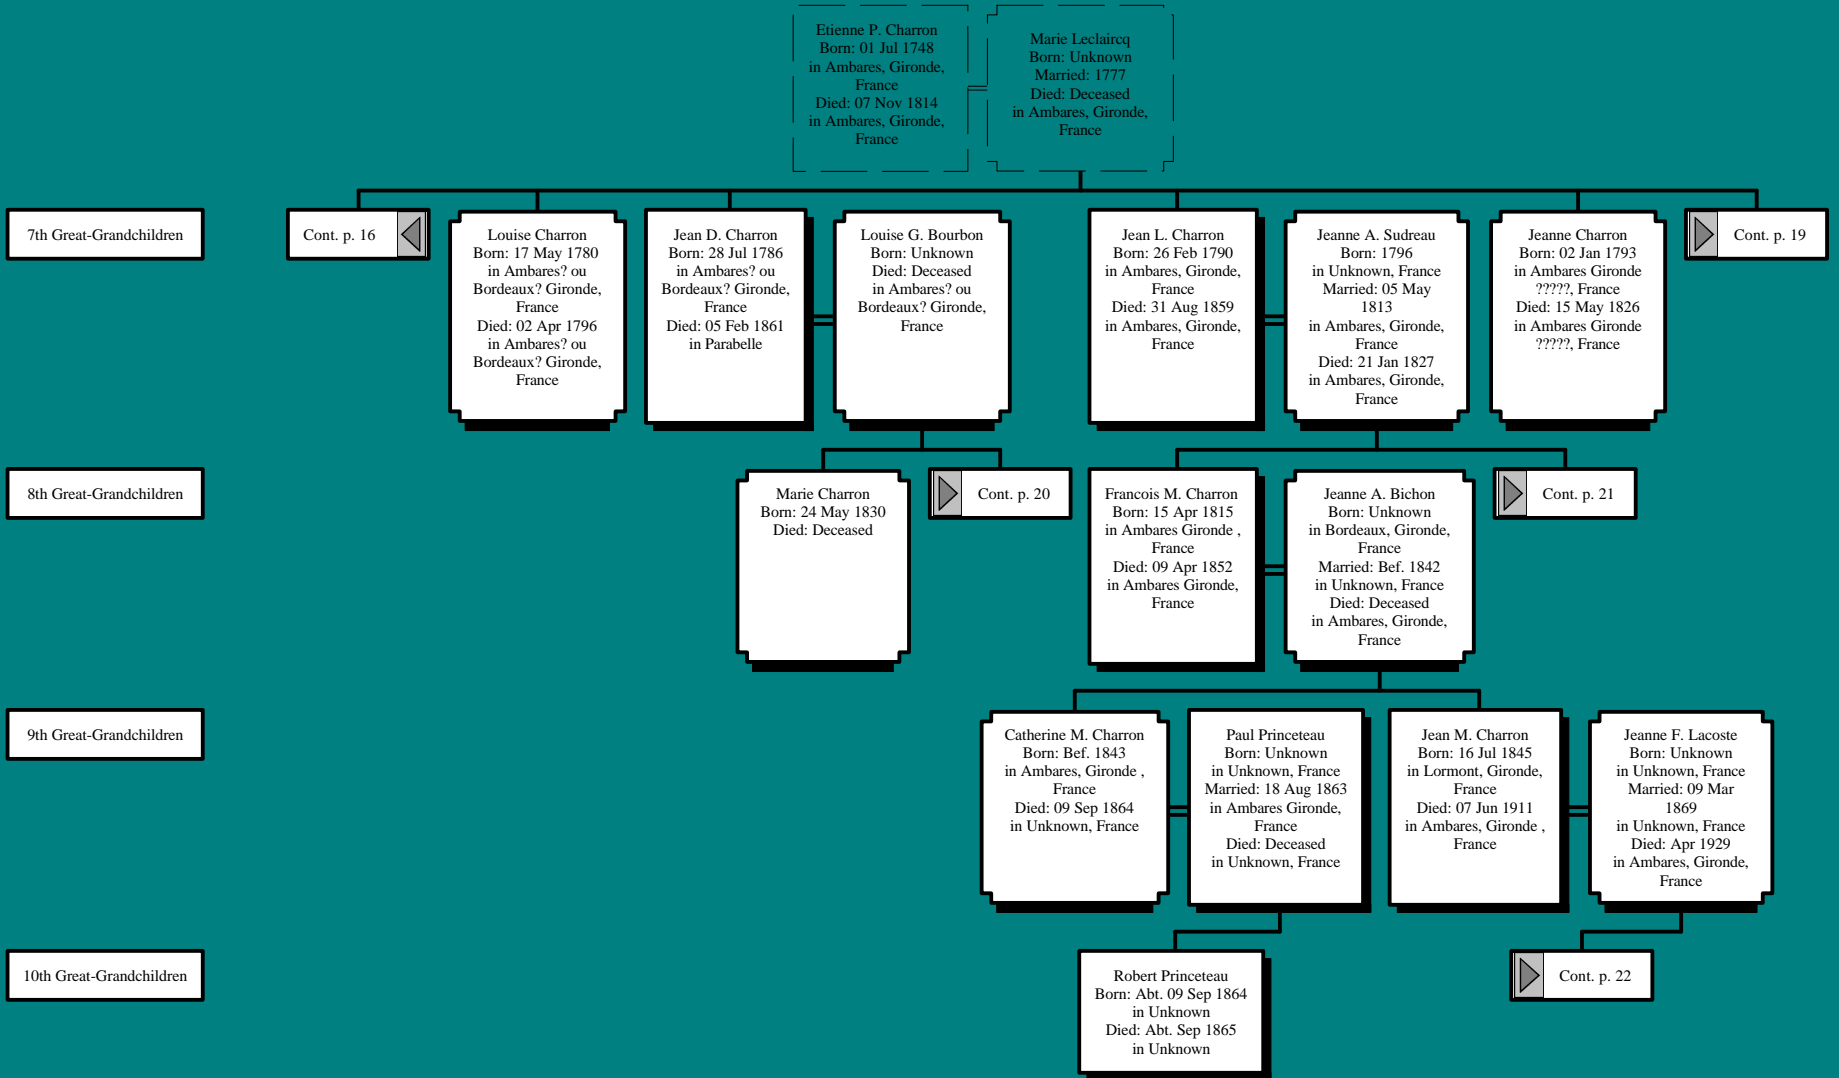 Etienne P. Charron
Born: 01 Jul 1748
in Ambares, Gironde,
France
Died: 07 Nov 1814
in Ambares, Gironde,
France
Marie Leclaircq
Born: Unknown
Married: 1777
Died: Deceased
in Ambares, Gironde,
France
7th Great-Grandchildren
Cont. p. 16
Louise Charron
Born: 17 May 1780
in Ambares? ou
Bordeaux? Gironde,
France
Died: 02 Apr 1796
in Ambares? ou
Bordeaux? Gironde,
France
Jean D. Charron
Born: 28 Jul 1786
in Ambares? ou
Bordeaux? Gironde,
France
Died: 05 Feb 1861
in Parabelle
Louise G. Bourbon
Born: Unknown
Died: Deceased
in Ambares? ou
Bordeaux? Gironde,
France
Jean L. Charron
Born: 26 Feb 1790
in Ambares, Gironde,
France
Died: 31 Aug 1859
in Ambares, Gironde,
France
Jeanne A. Sudreau
Born: 1796
in Unknown, France
Married: 05 May
1813
in Ambares, Gironde,
France
Died: 21 Jan 1827
in Ambares, Gironde,
France
Jeanne Charron
Born: 02 Jan 1793
in Ambares Gironde
?????, France
Died: 15 May 1826
in Ambares Gironde
?????, France
Cont. p. 19
8th Great-Grandchildren
Marie Charron
Born: 24 May 1830
Died: Deceased
Cont. p. 20
Francois M. Charron
Born: 15 Apr 1815
in Ambares Gironde ,
France
Died: 09 Apr 1852
in Ambares Gironde,
France
Jeanne A. Bichon
Born: Unknown
in Bordeaux, Gironde,
France
Married: Bef. 1842
in Unknown, France
Died: Deceased
in Ambares, Gironde,
France
Cont. p. 21
9th Great-Grandchildren
Catherine M. Charron
Born: Bef. 1843
in Ambares, Gironde ,
France
Died: 09 Sep 1864
in Unknown, France
Paul Princeteau
Born: Unknown
in Unknown, France
Married: 18 Aug 1863
in Ambares Gironde,
France
Died: Deceased
in Unknown, France
Jean M. Charron
Born: 16 Jul 1845
in Lormont, Gironde,
France
Died: 07 Jun 1911
in Ambares, Gironde ,
France
Jeanne F. Lacoste
Born: Unknown
in Unknown, France
Married: 09 Mar
1869
in Unknown, France
Died: Apr 1929
in Ambares, Gironde,
France
10th Great-Grandchildren
Robert Princeteau
Born: Abt. 09 Sep 1864
in Unknown
Died: Abt. Sep 1865
in Unknown
Cont. p. 22